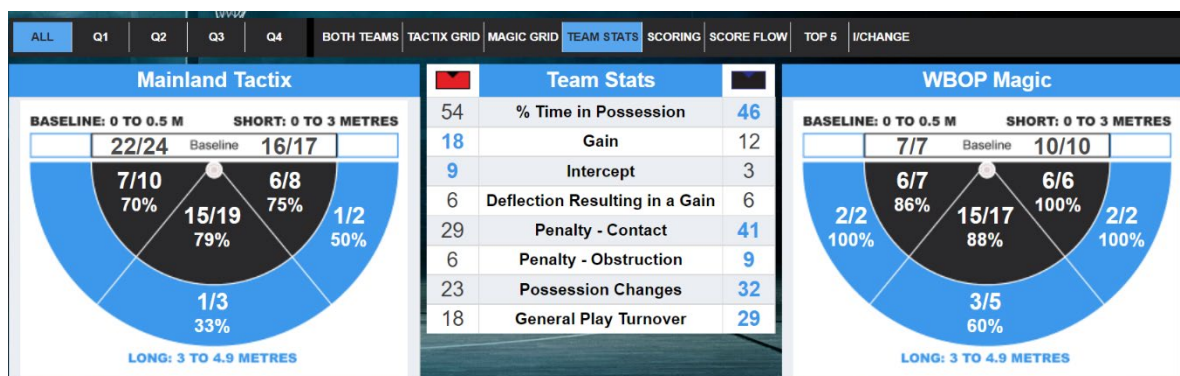 ALL Q1 Q2 Q3 Q4 BOTH TEAMS TACTIX GRID MAGIC GRID TEAM STATS SCORING SCORE FLOW TOP 5 I/CHANGE
Mainland Tactix
BASELINE: 0 TO 0.5 M SHORT: 0 TO 3 METRES
22/24 Baseline 16/17
7/10 6/8
70% 75%
15/19 1/2
79% 50%
1/3
33%
LONG: 3 TO 4.9 METRES
Team Stats
54 % Time in Possession 46
18 Gain 12
9 Intercept 3
6 Deflection Resulting in a Gain 6
29 Penalty - Contact 41
6 Penalty - Obstruction 9
23 Possession Changes 32
18 General Play Turnover 29
WBOP Magic
BASELINE: 0 TO 0.5 M SHORT: 0 TO 3 METRES
7/7 Baseline 10/10
6/7 6/6
86% 100%
2/2 15/17 2/2
100% 88% 100%
3/5
60%
LONG: 3 TO 4.9 METRES